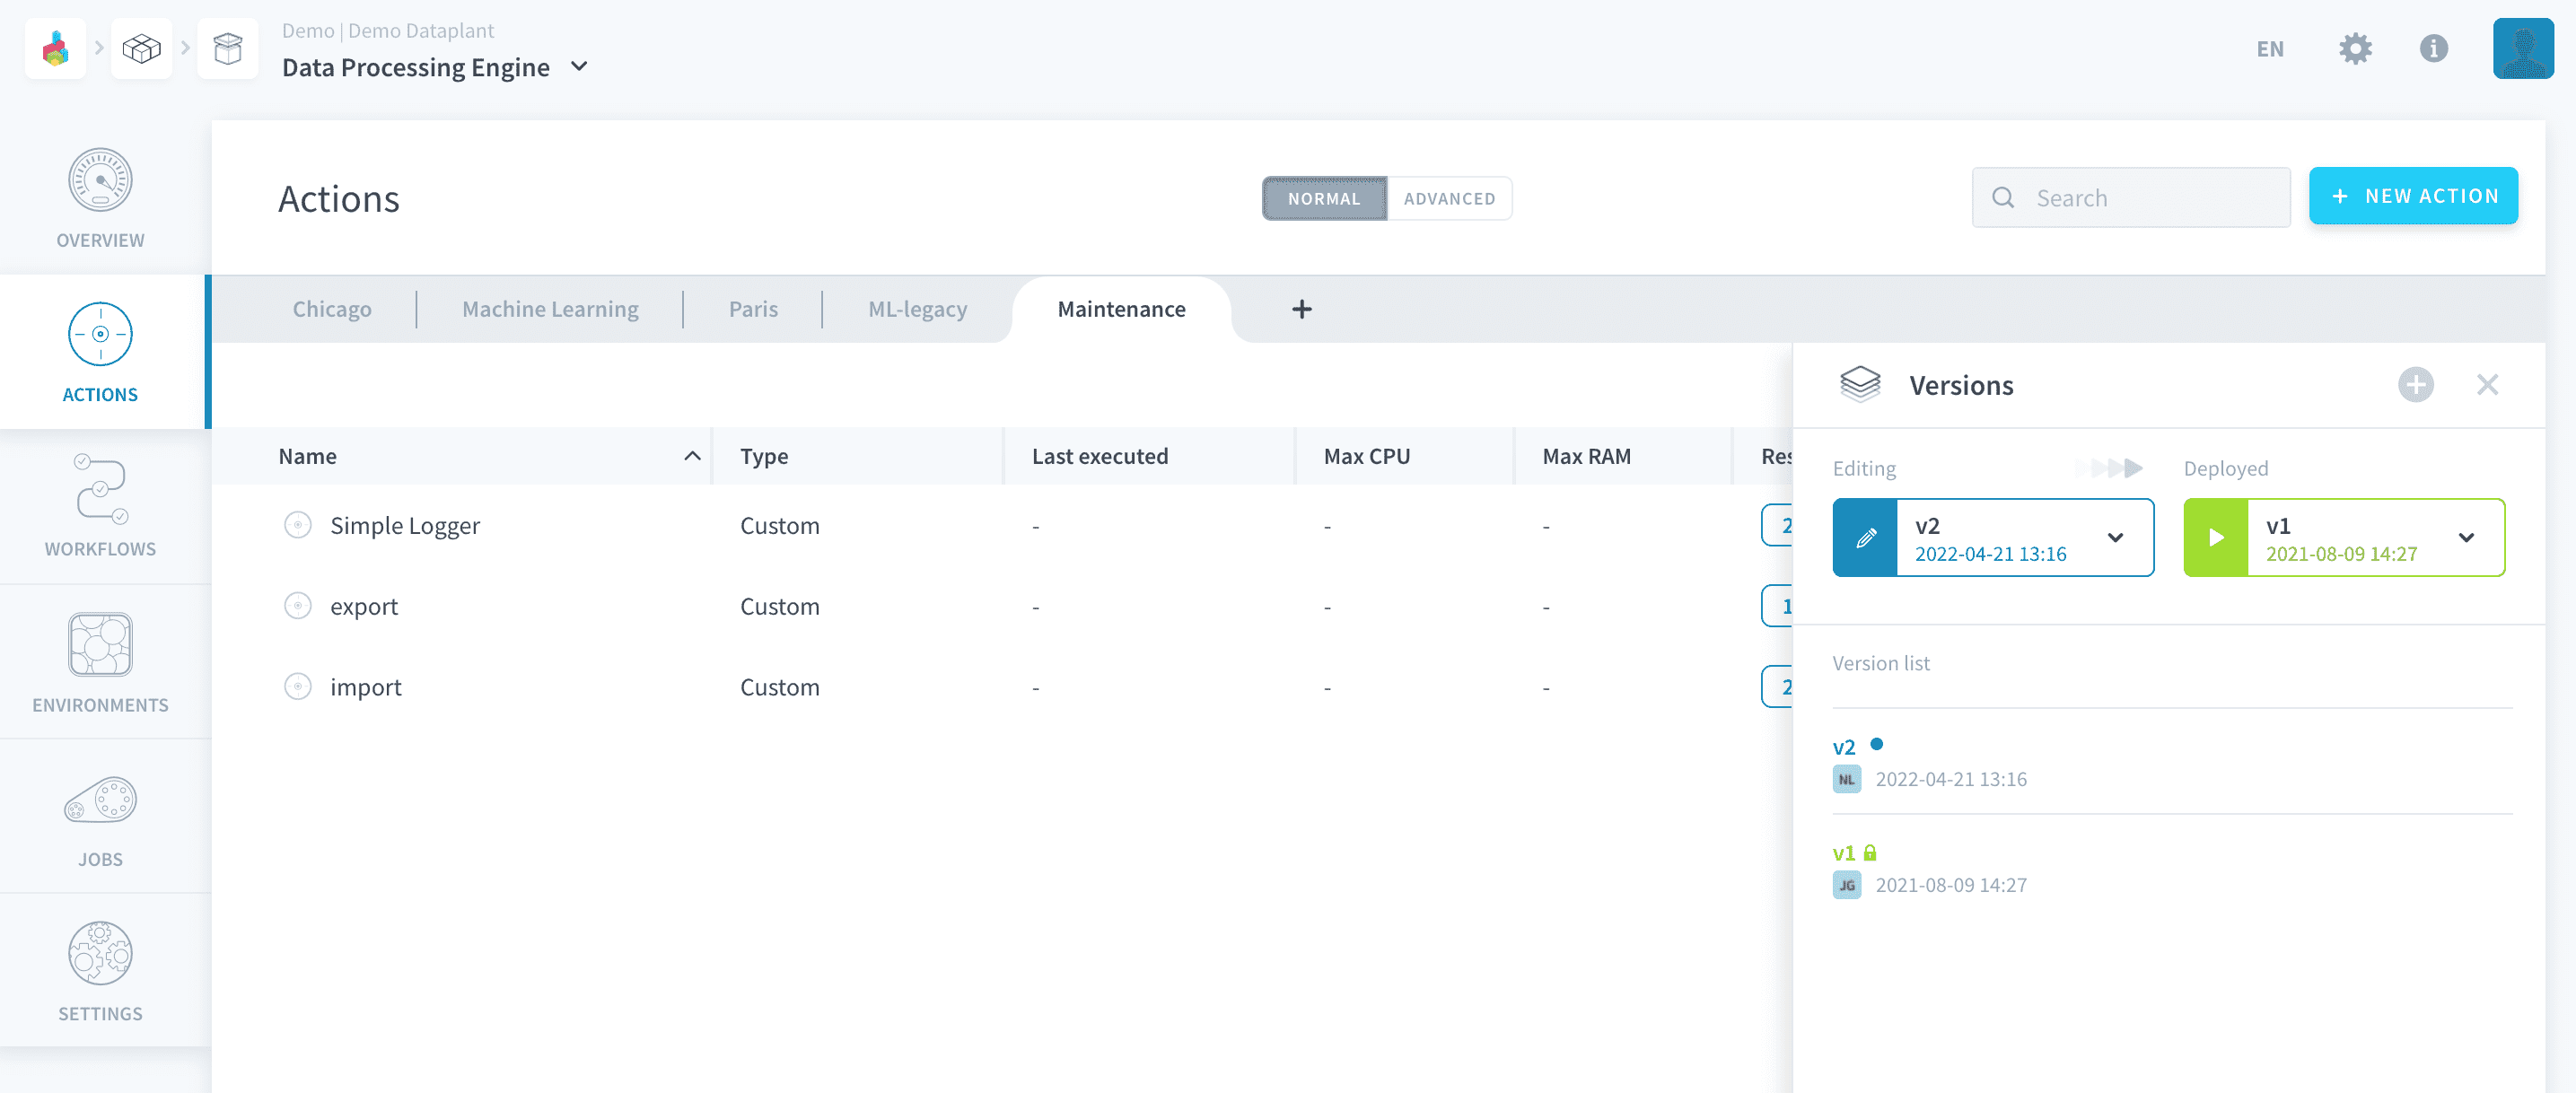 Demo | Demo Dataplant
Data Processing Engine
EN
OVERVIEW
ACTIONS
WORKFLOWS
ENVIRONMENTS
JOBS
SETTINGS
Actions
NORMAL ADVANCED
Search
+ NEW ACTION
Chicago Machine Learning Paris ML-legacy Maintenance +
Name Type Last executed Max CPU Max RAM Res
Simple Logger Custom - - - 2
export Custom - - - 1
import Custom - - - 2
Versions
Editing Deployed
v2 v1
2022-04-21 13:16 2021-08-09 14:27
Version list
v2
NL 2022-04-21 13:16
v1
JG 2021-08-09 14:27